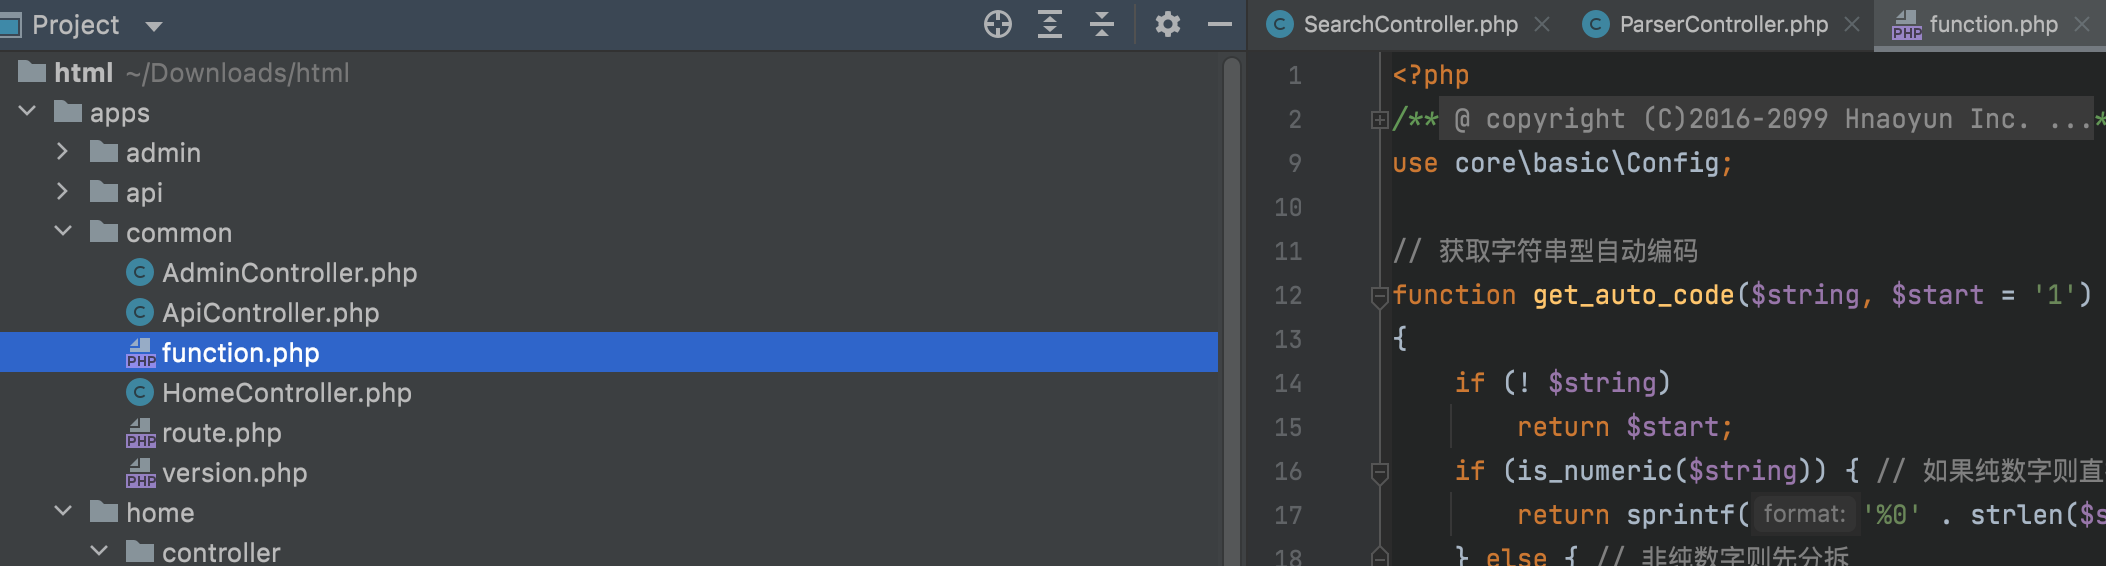 Project
html ~/Downloads/html
apps
admin
api
common
AdminController.php
ApiController.php
PHP function.php
HomeController.php
PHP route.php
PHP version.php
home
controller
SearchController.php ParserController.php PHP function.php
1 <?php
2 /** @ copyright (C)2016-2099 Hnaoyun Inc. ...*
9 use core\basic\Config;
10
11 // 获取字符串型自动编码
12 function get_auto_code($string, $start = '1')
13 {
14 if (! $string)
15 return $start;
16 if (is_numeric($string)) { // 如果纯数字则直
17 return sprintf( format: '%0' . strlen($s
18 } else { // 非纯数字则先分拆